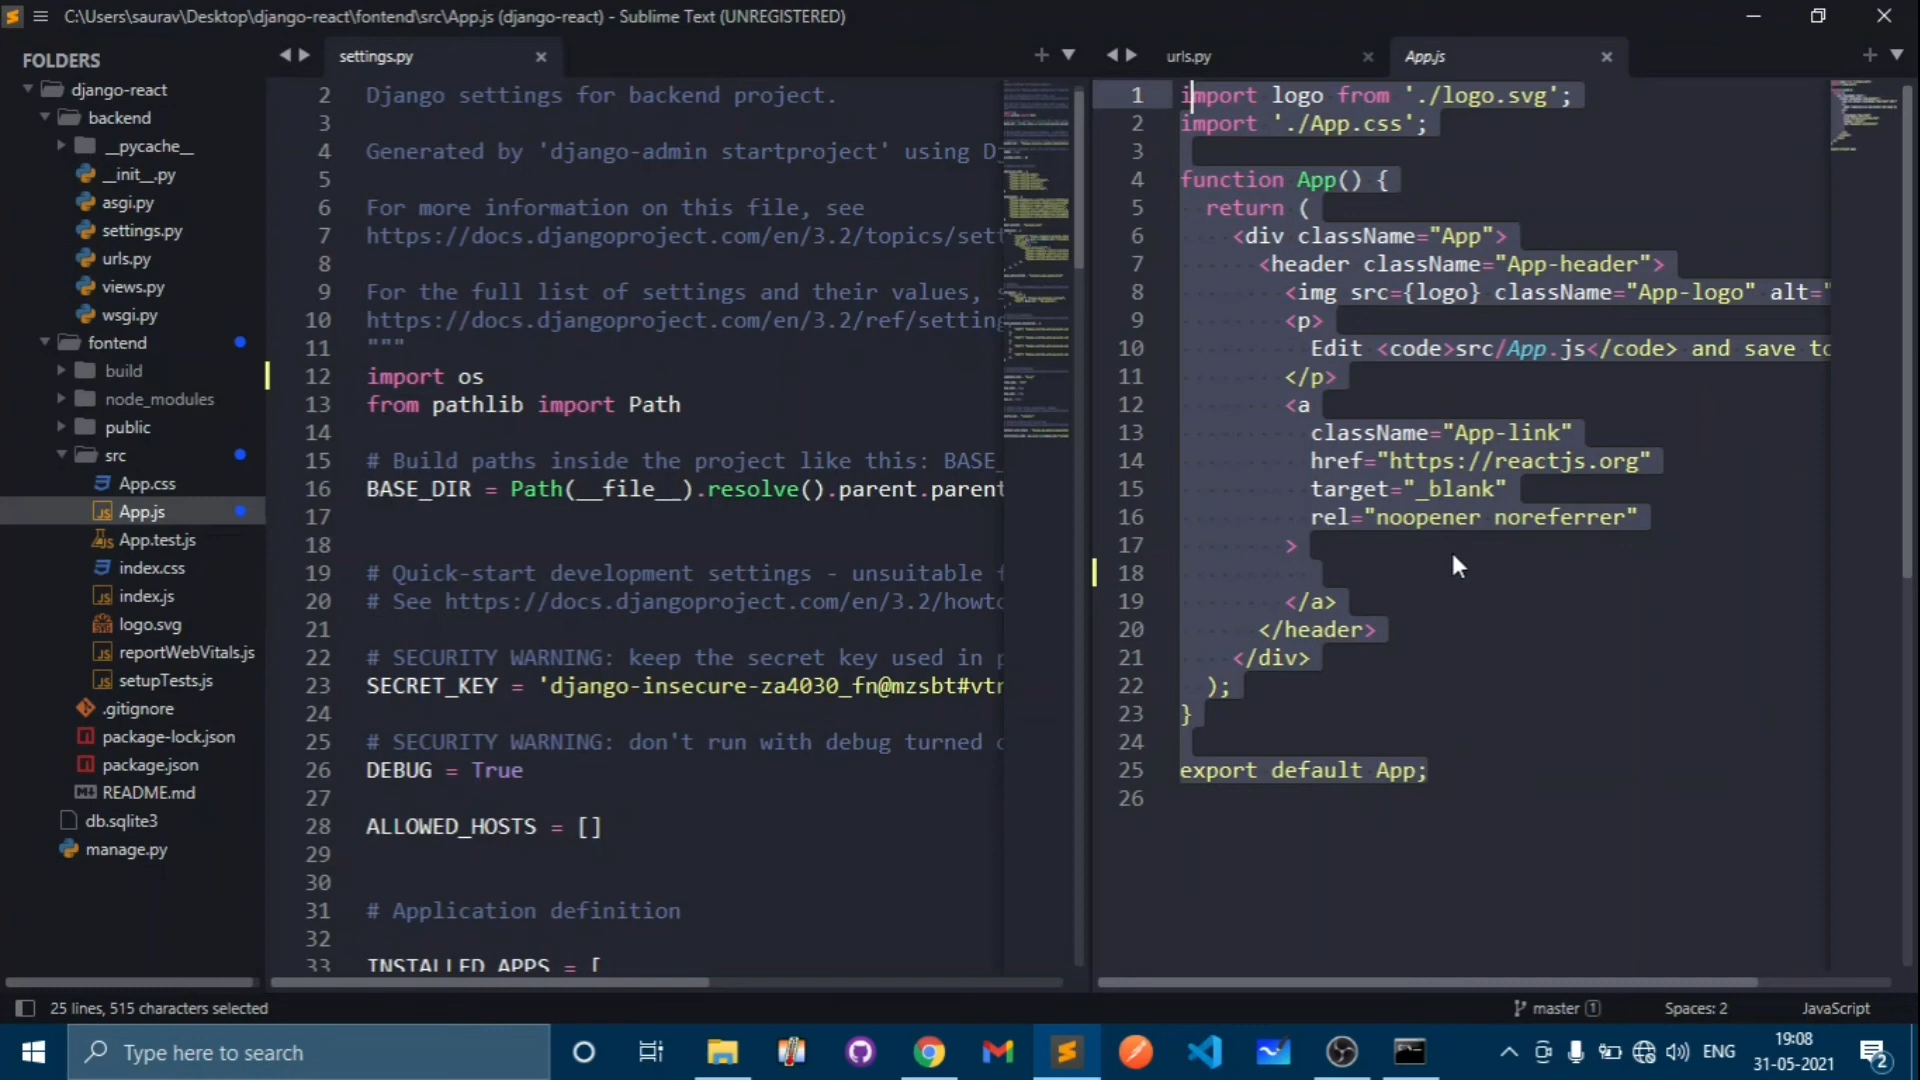 C:\Users\saurav\Desktop\django-react\fontend\src\App.js (django-react) - Sublime Text (UNREGISTERED)
FOLDERS
django-react
backend
__pycache__
__init__.py
asgi.py
settings.py
urls.py
views.py
wsgi.py
fontend
build
node_modules
public
src
App.css
App.js
App.test.js
index.css
index.js
logo.svg
reportWebVitals.js
setupTests.js
.gitignore
package-lock.json
package.json
README.md
db.sqlite3
manage.py
settings.py
2 Django settings for backend project.
3
4 Generated by 'django-admin startproject' using D
5
6 For more information on this file, see
7 https://docs.djangoproject.com/en/3.2/topics/sett
8
9 For the full list of settings and their values,
10 https://docs.djangoproject.com/en/3.2/ref/setting
11 """
12 import os
13 from pathlib import Path
14
15 # Build paths inside the project like this: BASE_
16 BASE_DIR = Path(__file__).resolve().parent.parent
17
18
19 # Quick-start development settings - unsuitable f
20 # See https://docs.djangoproject.com/en/3.2/howto
21
22 # SECURITY WARNING: keep the secret key used in p
23 SECRET_KEY = 'django-insecure-za4030_fn@mzsbt#vtr
24
25 # SECURITY WARNING: don't run with debug turned o
26 DEBUG = True
27
28 ALLOWED_HOSTS = []
29
30
31 # Application definition
32
33 INSTALLED_APPS = [
urls.py
App.js
1 import logo from './logo.svg';
2 import './App.css';
3
4 function App() {
5 return (
6 <div className="App">
7 <header className="App-header">
8 <img src={logo} className="App-logo" alt="
9 <p>
10 Edit <code>src/App.js</code> and save to
11 </p>
12 <a
13 className="App-link"
14 href="https://reactjs.org"
15 target="_blank"
16 rel="noopener noreferrer"
17 >
18
19 </a>
20 </header>
21 </div>
22 );
23 }
24
25 export default App;
26
25 lines, 515 characters selected
master 1
Spaces: 2
JavaScript
Type here to search
ENG
19:08
31-05-2021
2